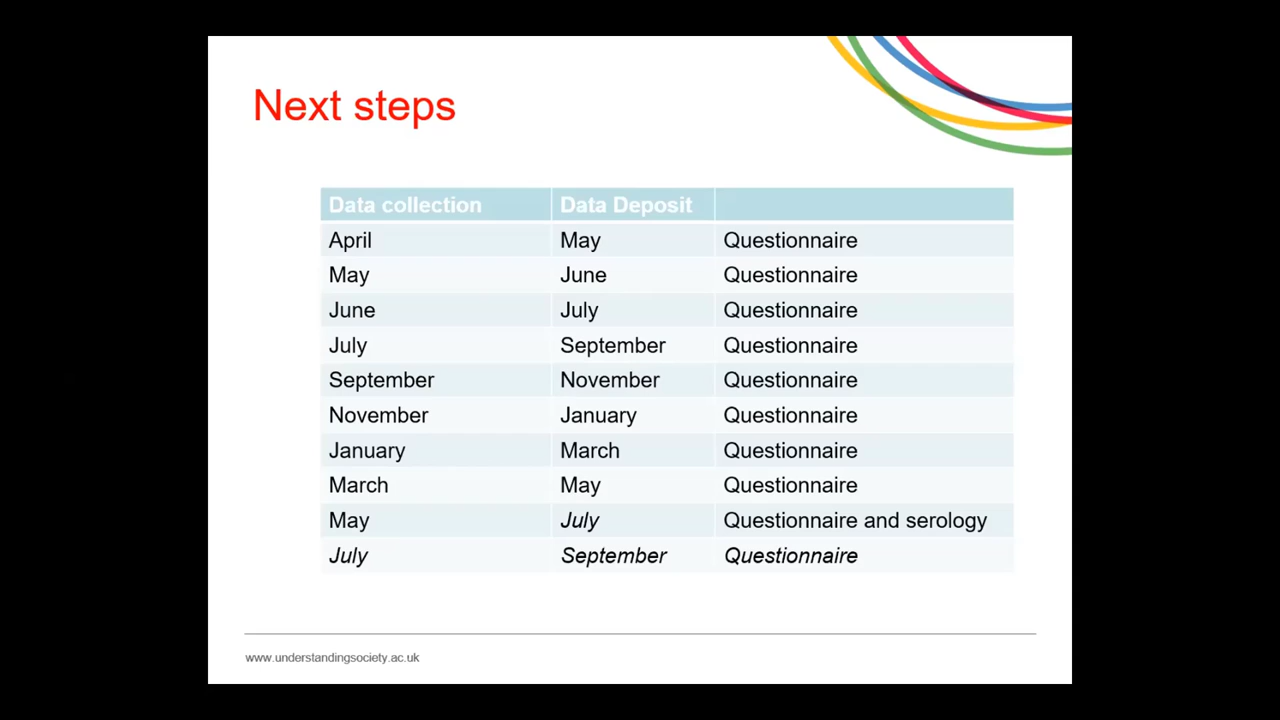 Next steps
Data collection Data Deposit
April May Questionnaire
May June Questionnaire
June July Questionnaire
July September Questionnaire
September November Questionnaire
November January Questionnaire
January March Questionnaire
March May Questionnaire
May July Questionnaire and serology
July September Questionnaire
www.understandingsociety.ac.uk